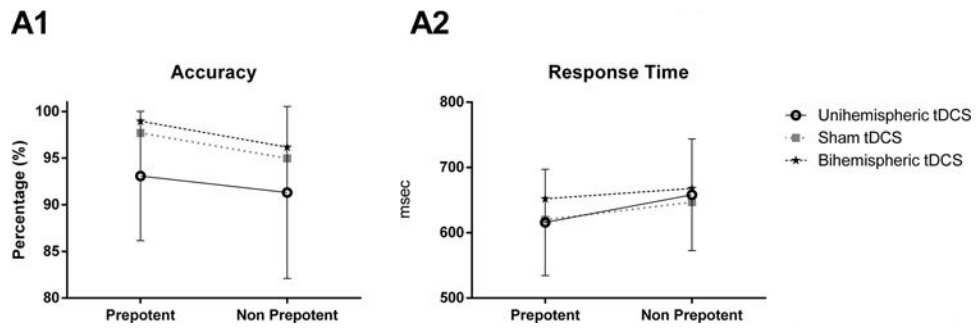 A1
Accuracy
Percentage (%)
100
95
90
85
80
Prepotent
Non Prepotent
A2
Response Time
msec
800
700
600
500
Prepotent
Non Prepotent
Unihemispheric tDCS
Sham tDCS
Bihemispheric tDCS